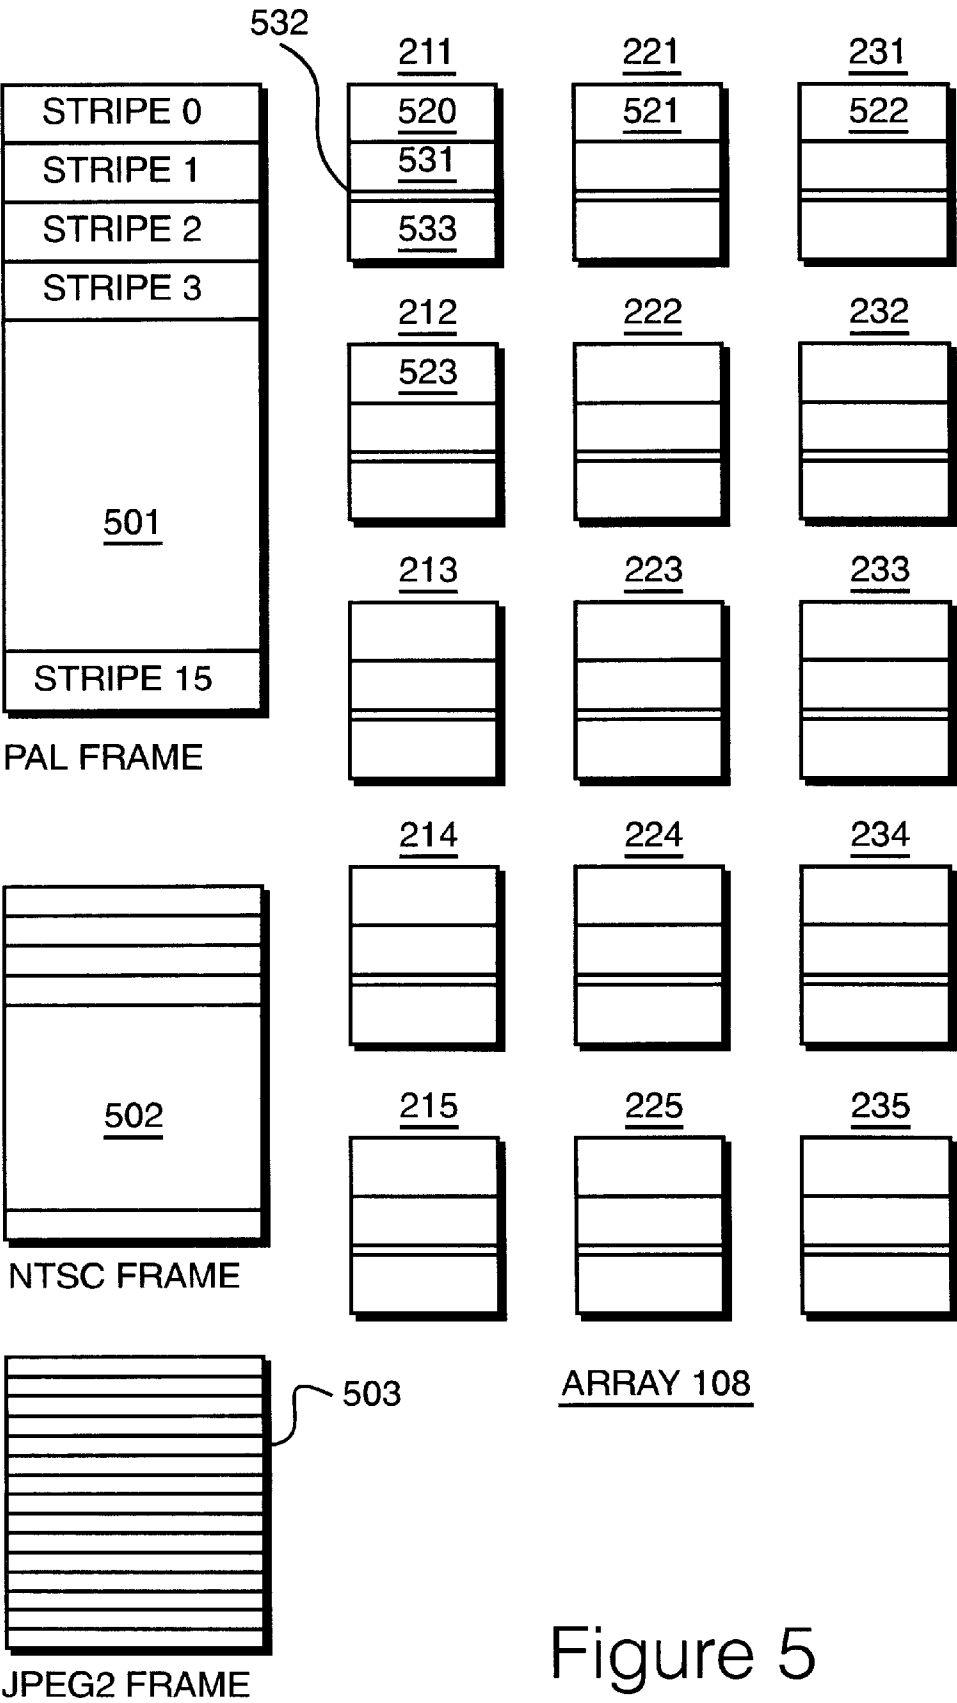 532
211 221 231
STRIPE 0
STRIPE 1
STRIPE 2
STRIPE 3
501
STRIPE 15
PAL FRAME
520 521 522
531
533
212 222 232
523
213 223 233
214 224 234
502
NTSC FRAME
215 225 235
503
JPEG2 FRAME
ARRAY 108
Figure 5